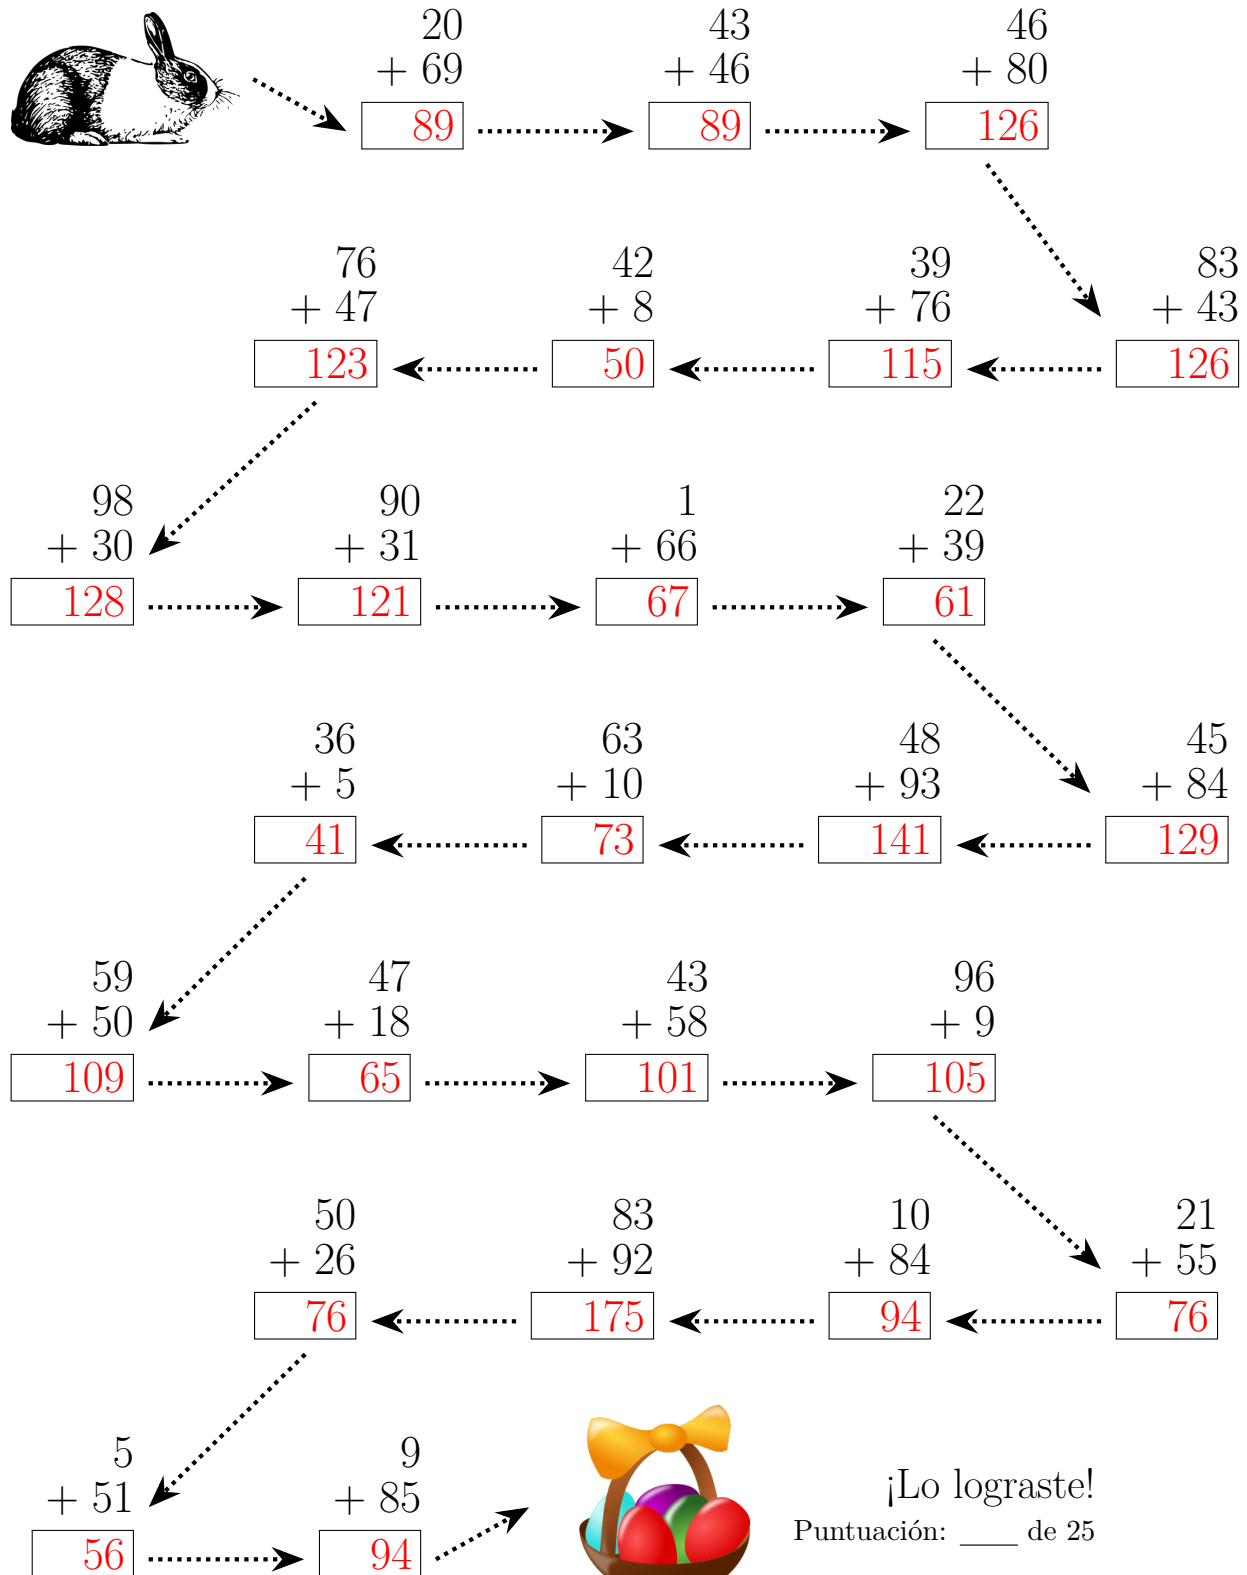 20 43 46
+ 69 + 46 + 80
89 89 126
76 42 39 83
+ 47 + 8 + 76 + 43
123 50 115 126
98 90 1 22
+ 30 + 31 + 66 + 39
128 121 67 61
36 63 48 45
+ 5 + 10 + 93 + 84
41 73 141 129
59 47 43 96
+ 50 + 18 + 58 + 9
109 65 101 105
50 83 10 21
+ 26 + 92 + 84 + 55
76 175 94 76
5 9
+ 51 + 85
56 94
¡Lo lograste!
Puntuación: ____ de 25